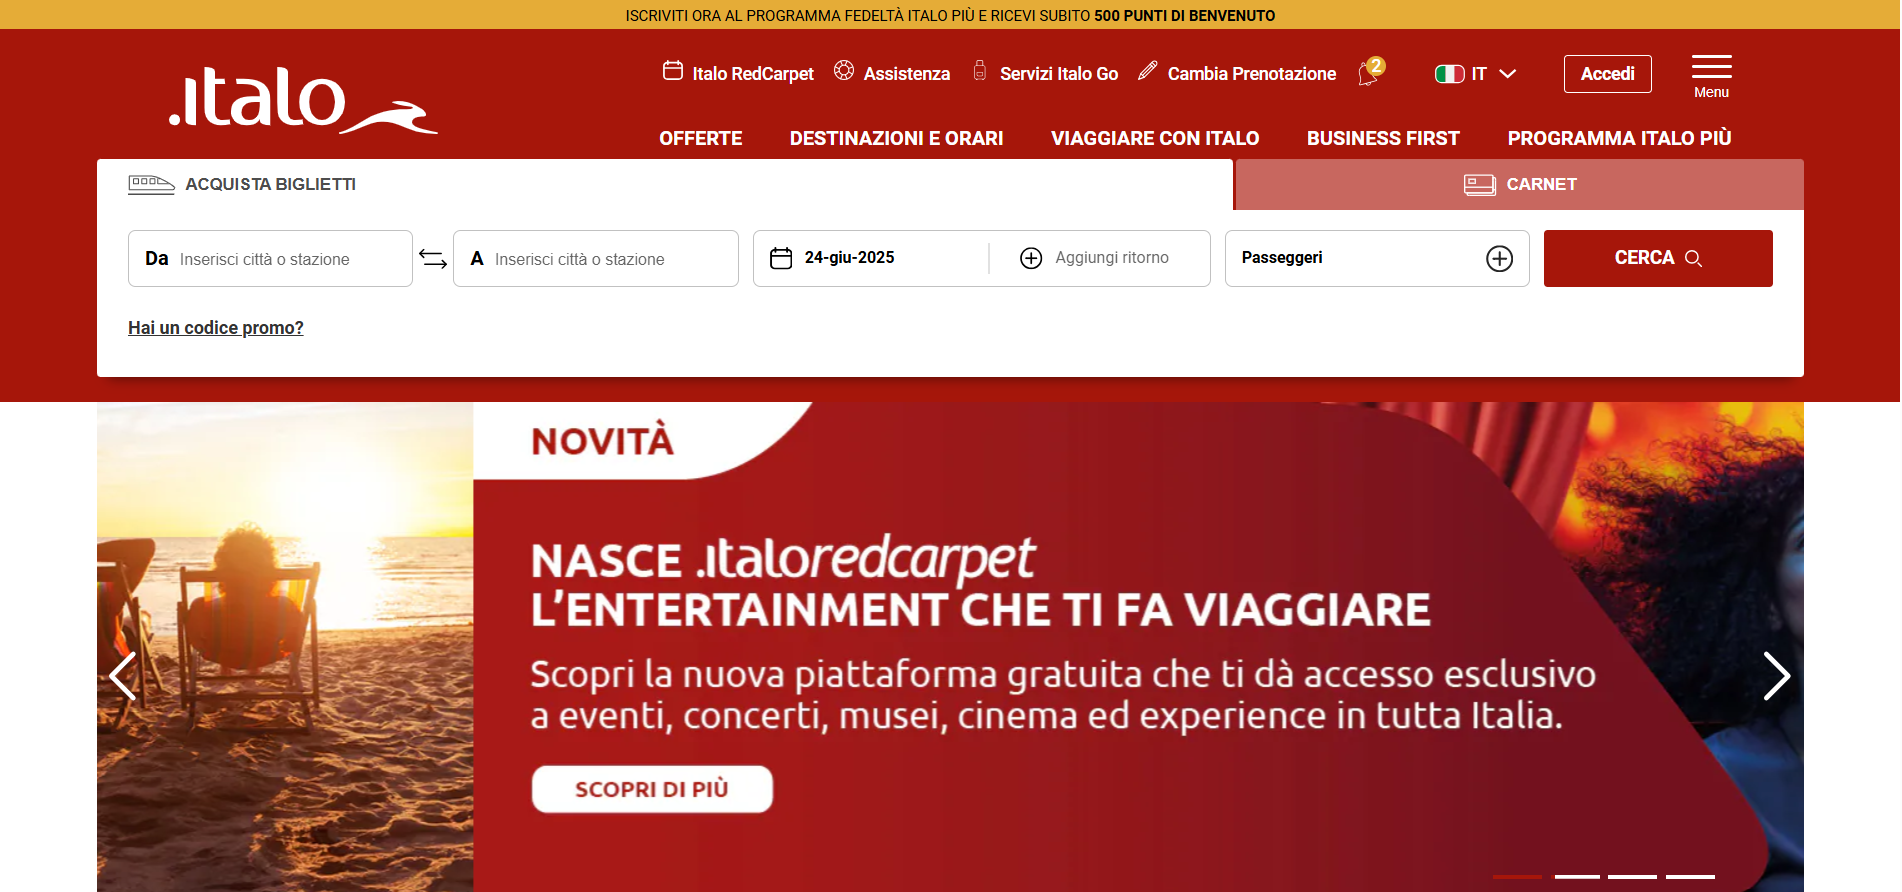 ISCRIVITI ORA AL PROGRAMMA FEDELTÀ ITALO PIÙ E RICEVI SUBITO 500 PUNTI DI BENVENUTO
.italo
Italo RedCarpet
Assistenza
Servizi Italo Go
Cambia Prenotazione
2
IT
Accedi
Menu
OFFERTE
DESTINAZIONI E ORARI
VIAGGIARE CON ITALO
BUSINESS FIRST
PROGRAMMA ITALO PIÙ
ACQUISTA BIGLIETTI
CARNET
Da Inserisci città o stazione
A Inserisci città o stazione
24-giu-2025
Aggiungi ritorno
Passeggeri
CERCA
Hai un codice promo?
NOVITÀ
NASCE .italoredcarpet
L'ENTERTAINMENT CHE TI FA VIAGGIARE
Scopri la nuova piattaforma gratuita che ti dà accesso esclusivo
a eventi, concerti, musei, cinema ed experience in tutta Italia.
SCOPRI DI PIÙ